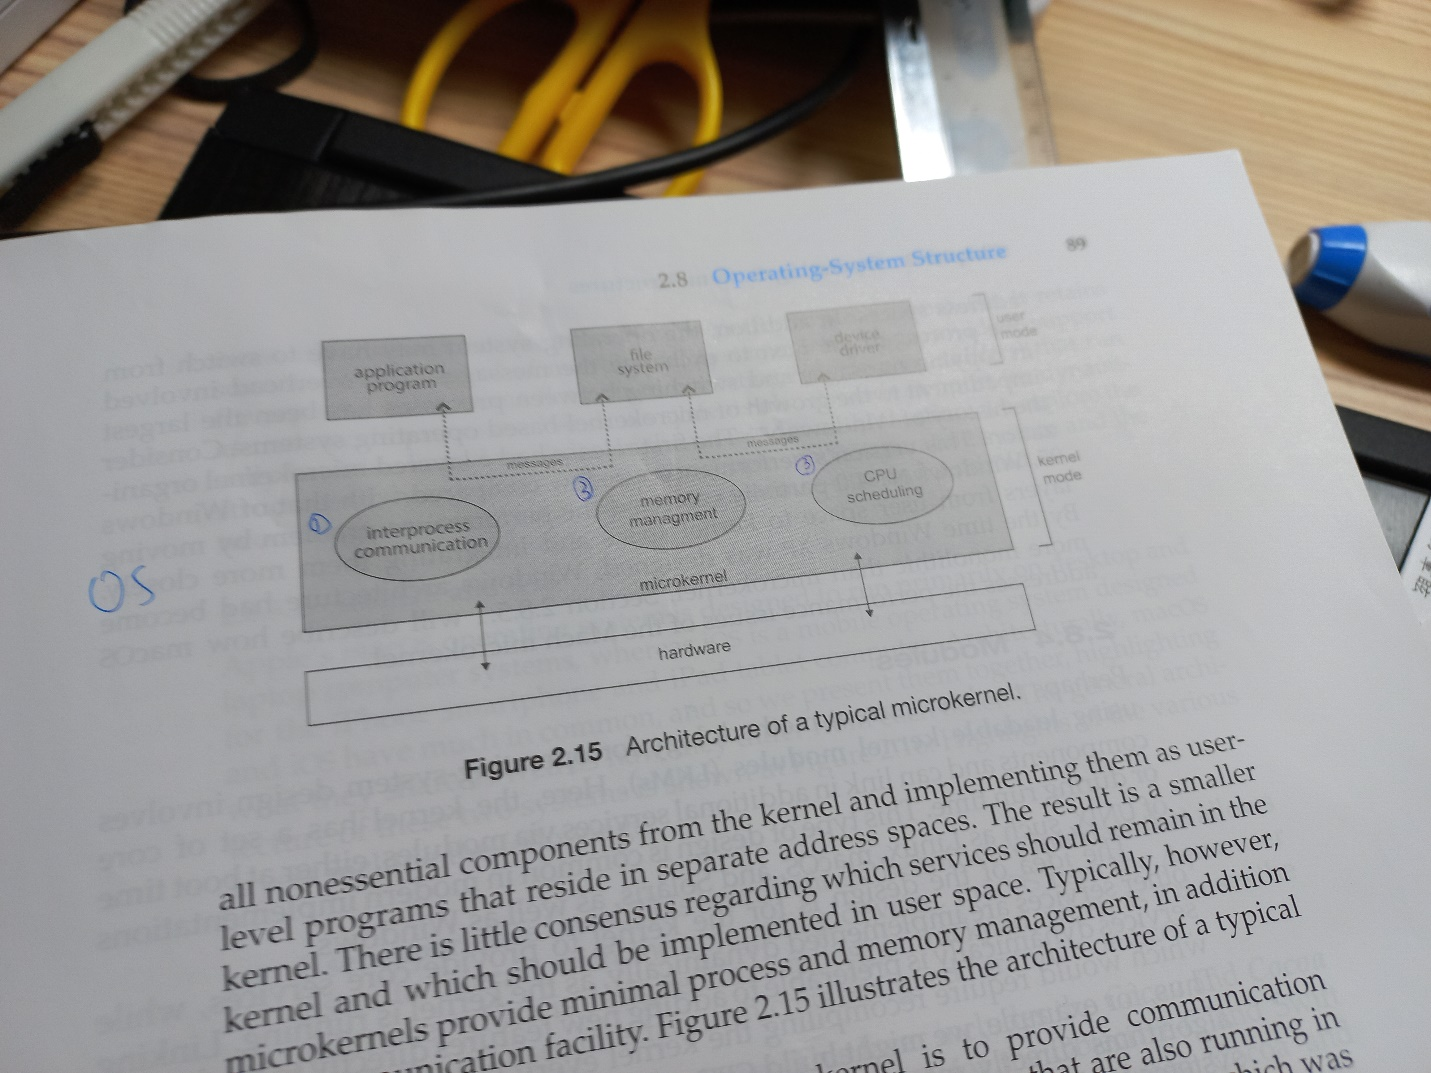 2.8 Operating-System Structure 89
application
program
file
system
device
driver
user
mode
messages
messages
①
interprocess
communication
③
memory
managment
③
CPU
scheduling
kernel
mode
microkernel
OS
hardware
Figure 2.15 Architecture of a typical microkernel.
all nonessential components from the kernel and implementing them as user-
level programs that reside in separate address spaces. The result is a smaller
kernel. There is little consensus regarding which services should remain in the
kernel and which should be implemented in user space. Typically, however,
microkernels provide minimal process and memory management, in addition
facility. Figure 2.15 illustrates the architecture of a typical
is to provide communication
that are also running in
which was